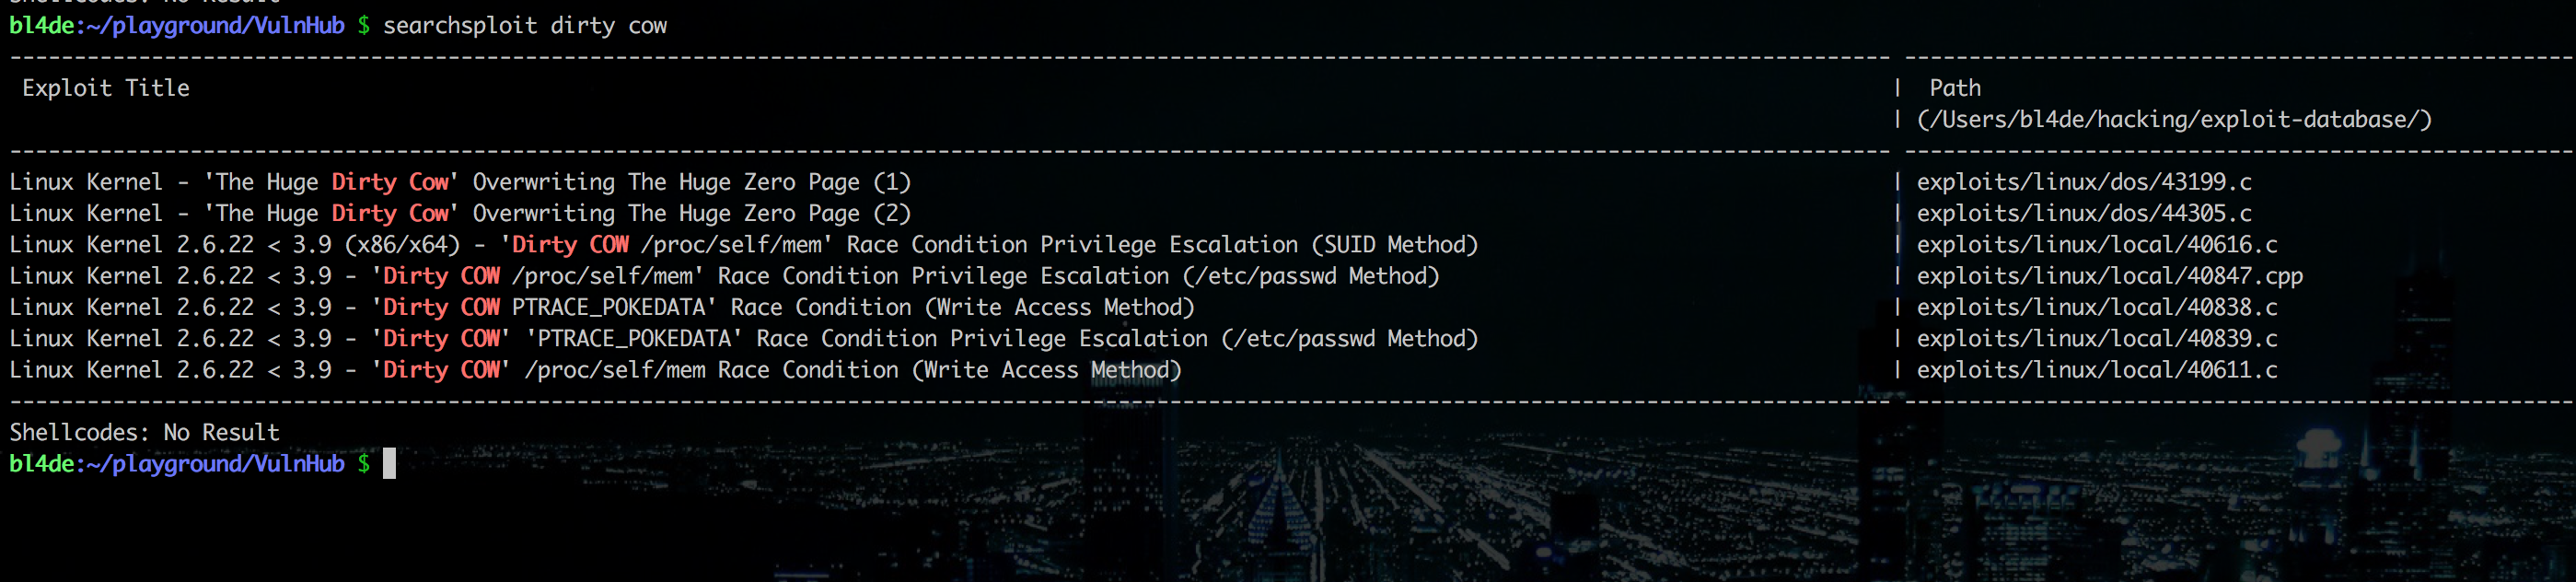 Shellcodes: No Result
bl4de:~/playground/VulnHub $ searchsploit dirty cow
--------------------------------------------------------------------------------------------------------------------------------------------------- ----------------------------------------------------
 Exploit Title | Path
 | (/Users/bl4de/hacking/exploit-database/)
--------------------------------------------------------------------------------------------------------------------------------------------------- ----------------------------------------------------
Linux Kernel - 'The Huge Dirty Cow' Overwriting The Huge Zero Page (1) | exploits/linux/dos/43199.c
Linux Kernel - 'The Huge Dirty Cow' Overwriting The Huge Zero Page (2) | exploits/linux/dos/44305.c
Linux Kernel 2.6.22 < 3.9 (x86/x64) - 'Dirty COW /proc/self/mem' Race Condition Privilege Escalation (SUID Method) | exploits/linux/local/40616.c
Linux Kernel 2.6.22 < 3.9 - 'Dirty COW /proc/self/mem' Race Condition Privilege Escalation (/etc/passwd Method) | exploits/linux/local/40847.cpp
Linux Kernel 2.6.22 < 3.9 - 'Dirty COW PTRACE_POKEDATA' Race Condition (Write Access Method) | exploits/linux/local/40838.c
Linux Kernel 2.6.22 < 3.9 - 'Dirty COW' 'PTRACE_POKEDATA' Race Condition Privilege Escalation (/etc/passwd Method) | exploits/linux/local/40839.c
Linux Kernel 2.6.22 < 3.9 - 'Dirty COW' /proc/self/mem Race Condition (Write Access Method) | exploits/linux/local/40611.c
--------------------------------------------------------------------------------------------------------------------------------------------------- ----------------------------------------------------
Shellcodes: No Result
bl4de:~/playground/VulnHub $